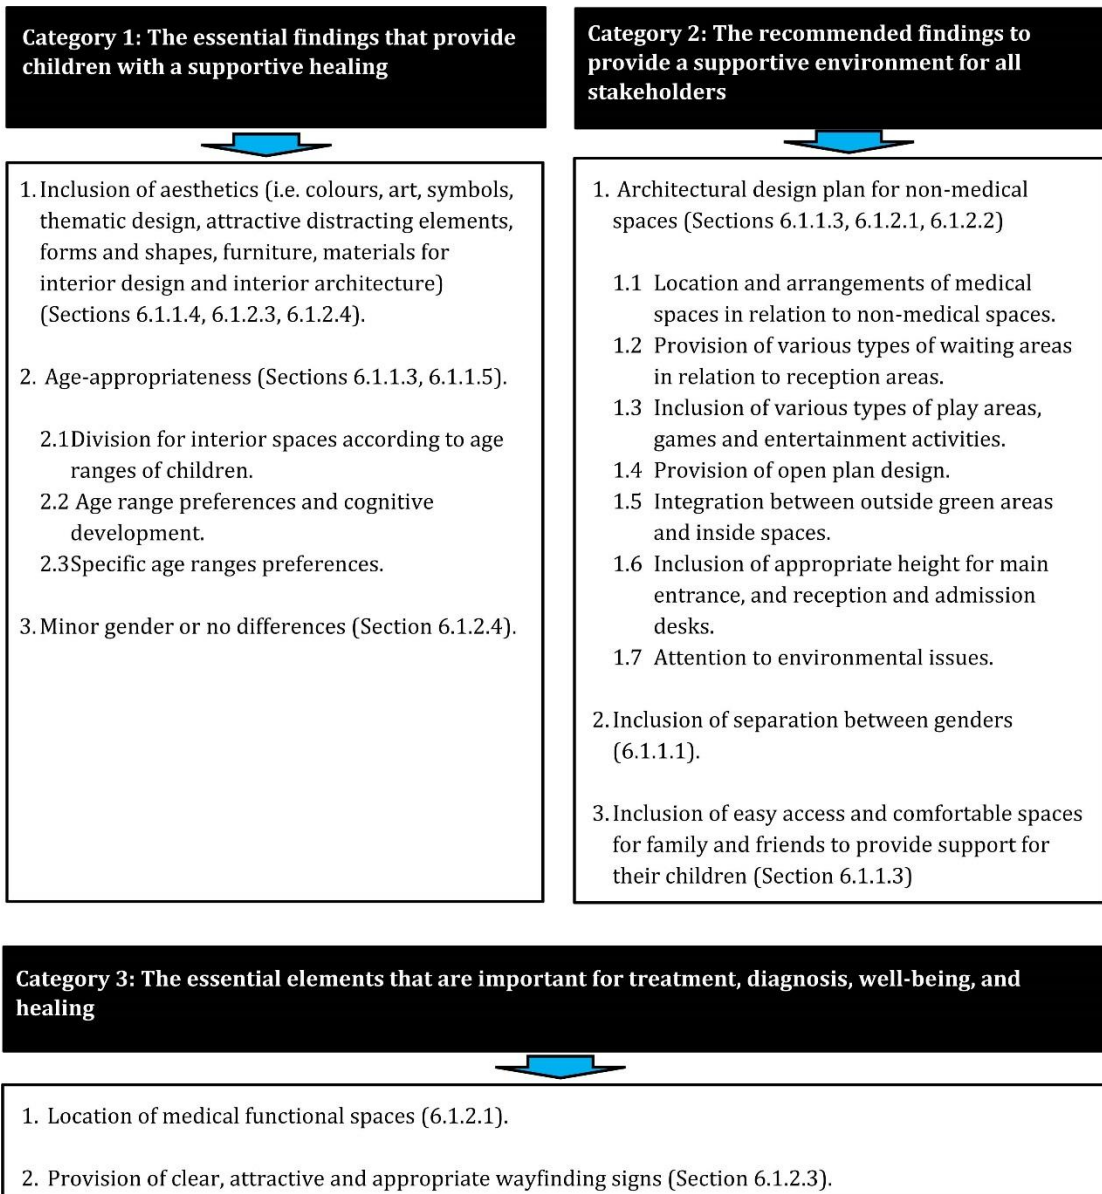 Category 1: The essential findings that provide
children with a supportive healing
1. Inclusion of aesthetics (i.e. colours, art, symbols,
thematic design, attractive distracting elements,
forms and shapes, furniture, materials for
interior design and interior architecture)
(Sections 6.1.1.4, 6.1.2.3, 6.1.2.4).
2. Age-appropriateness (Sections 6.1.1.3, 6.1.1.5).
2.1Division for interior spaces according to age
ranges of children.
2.2 Age range preferences and cognitive
development.
2.3Specific age ranges preferences.
3. Minor gender or no differences (Section 6.1.2.4).
Category 2: The recommended findings to
provide a supportive environment for all
stakeholders
1. Architectural design plan for non-medical
spaces (Sections 6.1.1.3, 6.1.2.1, 6.1.2.2)
1.1 Location and arrangements of medical
spaces in relation to non-medical spaces.
1.2 Provision of various types of waiting areas
in relation to reception areas.
1.3 Inclusion of various types of play areas,
games and entertainment activities.
1.4 Provision of open plan design.
1.5 Integration between outside green areas
and inside spaces.
1.6 Inclusion of appropriate height for main
entrance, and reception and admission
desks.
1.7 Attention to environmental issues.
2. Inclusion of separation between genders
(6.1.1.1).
3. Inclusion of easy access and comfortable spaces
for family and friends to provide support for
their children (Section 6.1.1.3)
Category 3: The essential elements that are important for treatment, diagnosis, well-being, and
healing
1. Location of medical functional spaces (6.1.2.1).
2. Provision of clear, attractive and appropriate wayfinding signs (Section 6.1.2.3).